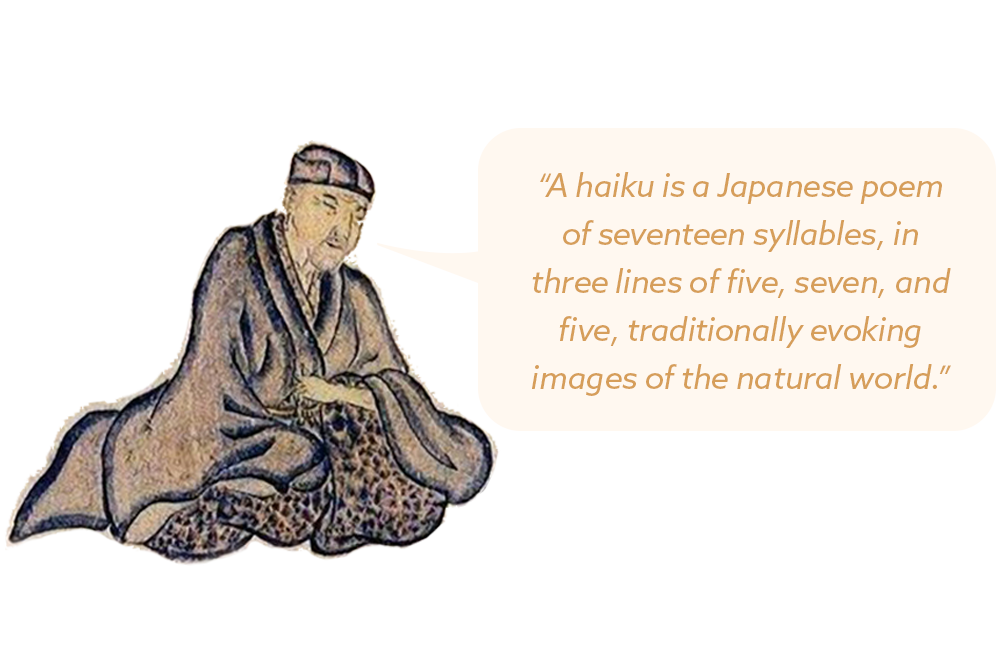 “A haiku is a Japanese poem
of seventeen syllables, in
three lines of five, seven, and
five, traditionally evoking
images of the natural world.”